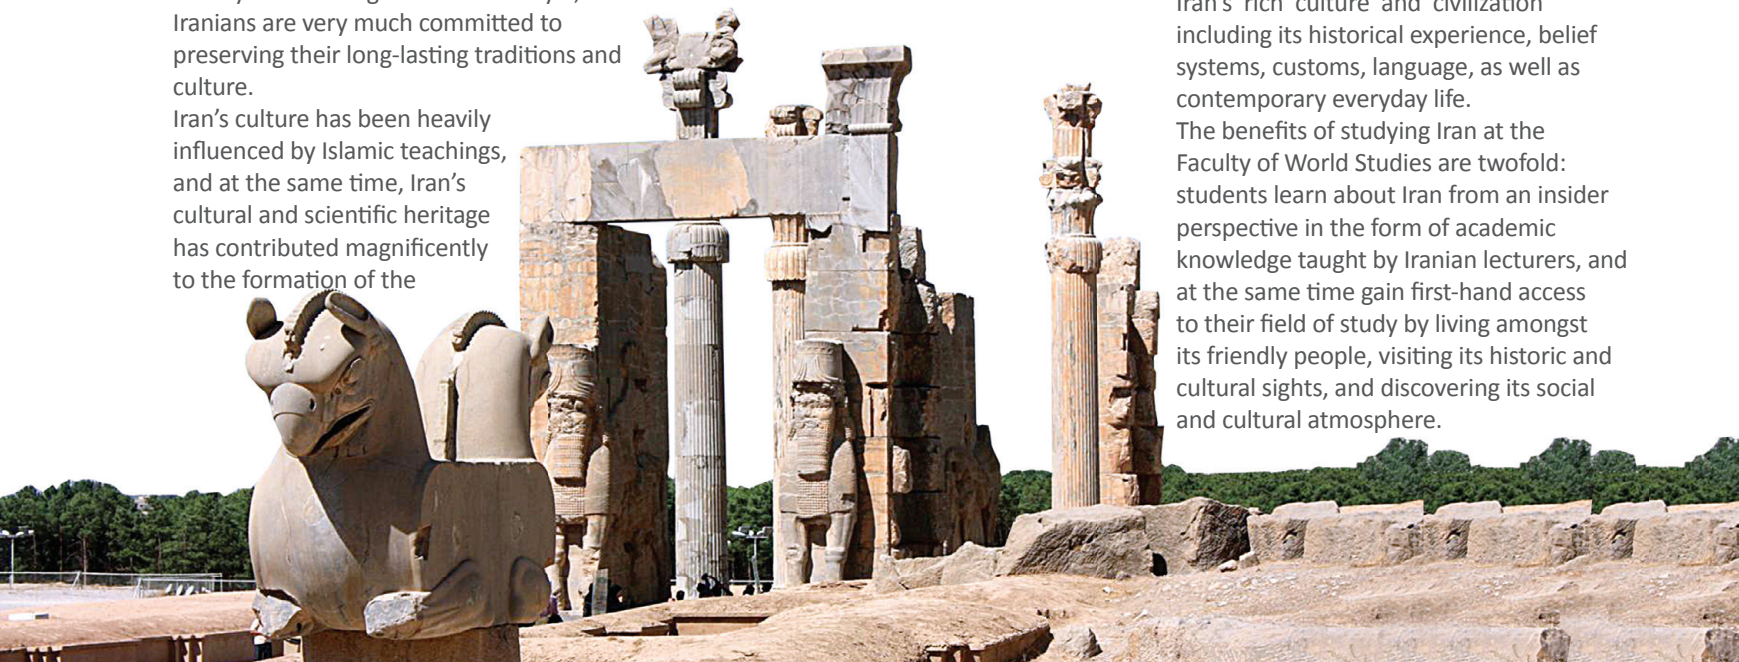 Iranians are very much committed to
preserving their long-lasting traditions and
culture.
Iran's culture has been heavily
influenced by Islamic teachings,
and at the same time, Iran's
cultural and scientific heritage
has contributed magnificently
to the formation of the
Iran's rich culture and civilization
including its historical experience, belief
systems, customs, language, as well as
contemporary everyday life.
The benefits of studying Iran at the
Faculty of World Studies are twofold:
students learn about Iran from an insider
perspective in the form of academic
knowledge taught by Iranian lecturers, and
at the same time gain first-hand access
to their field of study by living amongst
its friendly people, visiting its historic and
cultural sights, and discovering its social
and cultural atmosphere.